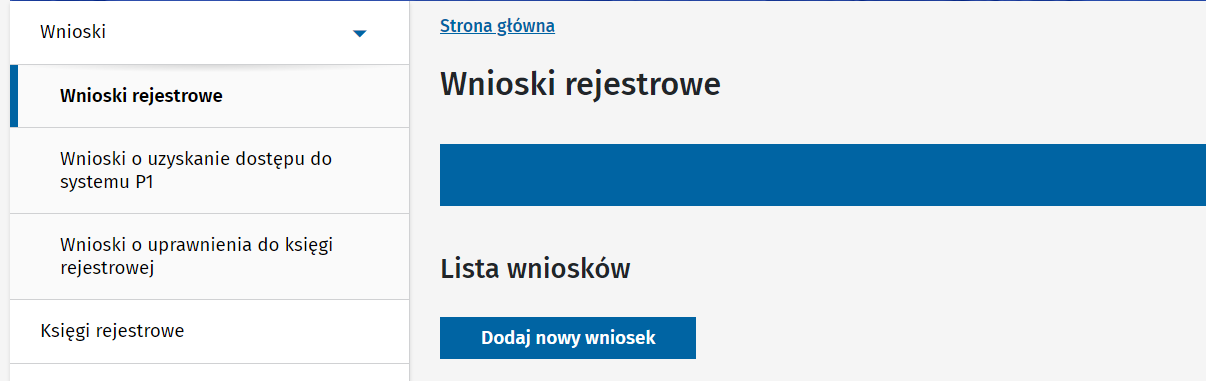 Wnioski
Wnioski rejestrowe
Wnioski o uzyskanie dostępu do
systemu P1
Wnioski o uprawnienia do księgi
rejestrowej
Księgi rejestrowe
Strona główna
Wnioski rejestrowe
Lista wniosków
Dodaj nowy wniosek